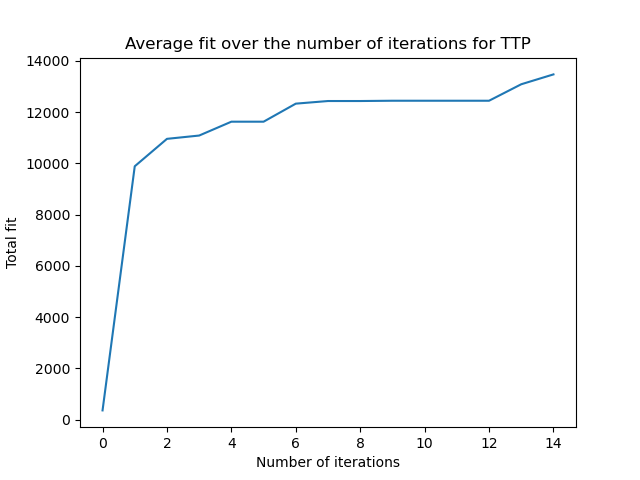 Average fit over the number of iterations for TTP
14000
12000
10000
8000
6000
4000
2000
0
Total fit
0 2 4 6 8 10 12 14
Number of iterations